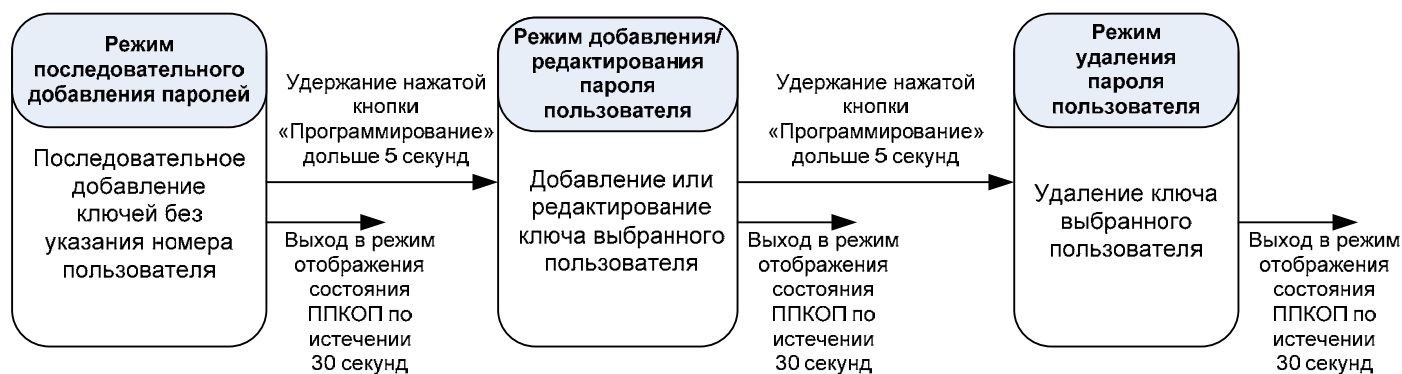 Режим
последовательного
добавления паролей
Последовательное
добавление
ключей без
указания номера
пользователя
Удержание нажатой
кнопки
«Программирование»
дольше 5 секунд
Выход в режим
отображения
состояния
ППКОП по
истечении
30 секунд
Режим добавления/
редактирования
пароля
пользователя
Добавление или
редактирование
ключа выбранного
пользователя
Удержание нажатой
кнопки
«Программирование»
дольше 5 секунд
Выход в режим
отображения
состояния
ППКОП по
истечении
30 секунд
Режим
удаления
пароля
пользователя
Удаление ключа
выбранного
пользователя
Выход в режим
отображения
состояния
ППКОП по
истечении
30 секунд